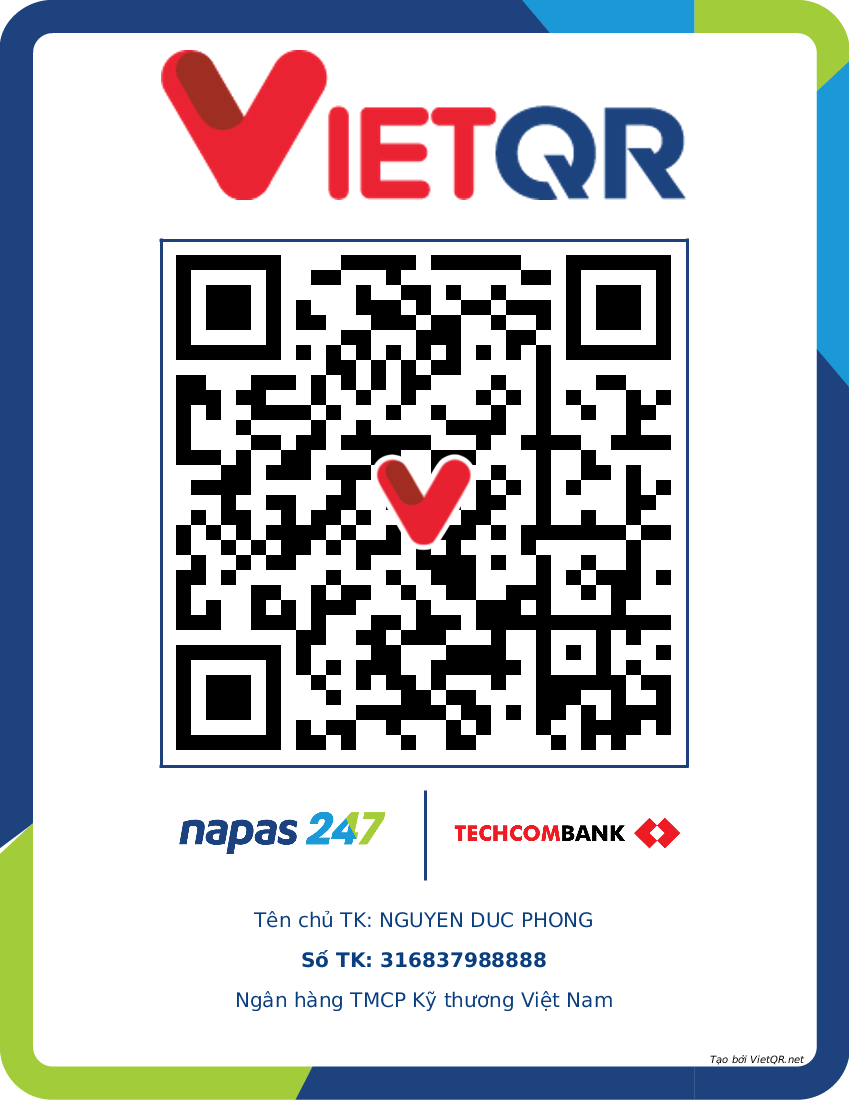 VIETQR
napas 247
TECHCOMBANK
Tên chủ TK: NGUYEN DUC PHONG
Số TK: 316837988888
Ngân hàng TMCP Kỹ thương Việt Nam
Tạo bởi VietQR.net